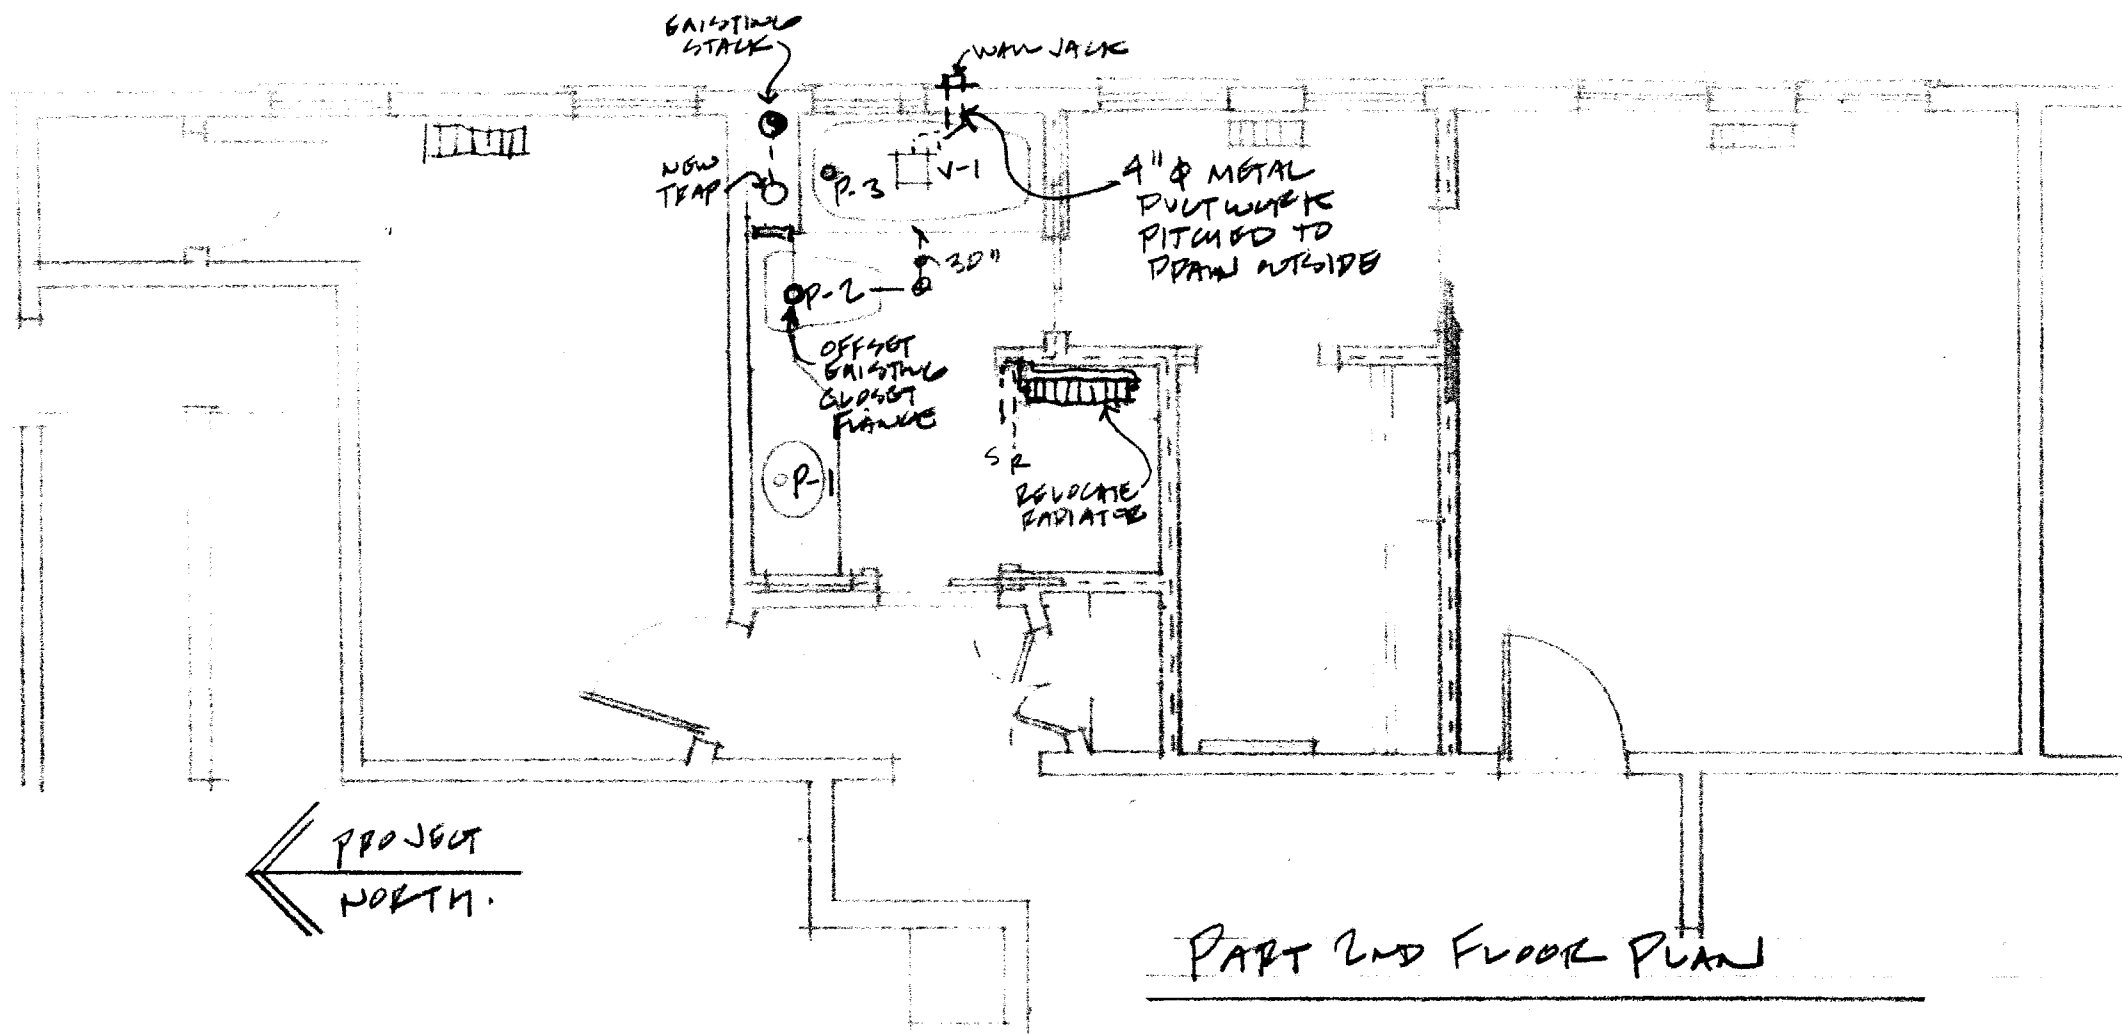 EXISTING
STACK
WALL JACK
NEW
TRAP
P-3
V-1
4" Φ METAL
DUCTWORK
PITCHED TO
DRAIN OUTSIDE
30"
P-2
OFFSET
EXISTING
CLOSET
FLANGE
S R
P-1
RELOCATE
RADIATOR
PROJECT
NORTH.
PART 2ND FLOOR PLAN